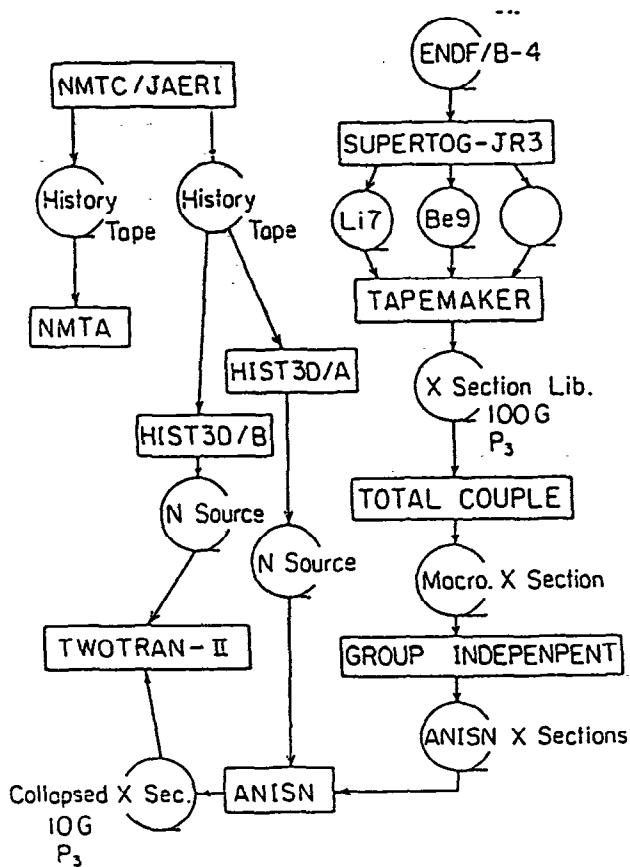 NMTC/JAERI
History
Tape
NMTA
History
Tape
HIST3D/A
HIST3D/B
N Source
N Source
TWOTRAN-II
Collapsed X Sec.
10G
P₃
ANISN
ENDF/B-4
SUPERTOG-JR3
Li7
Be9
TAPEMAKER
X Section Lib.
100G
P₃
TOTAL COUPLE
Macro. X Section
GROUP INDEPENPENT
ANISN X Sections